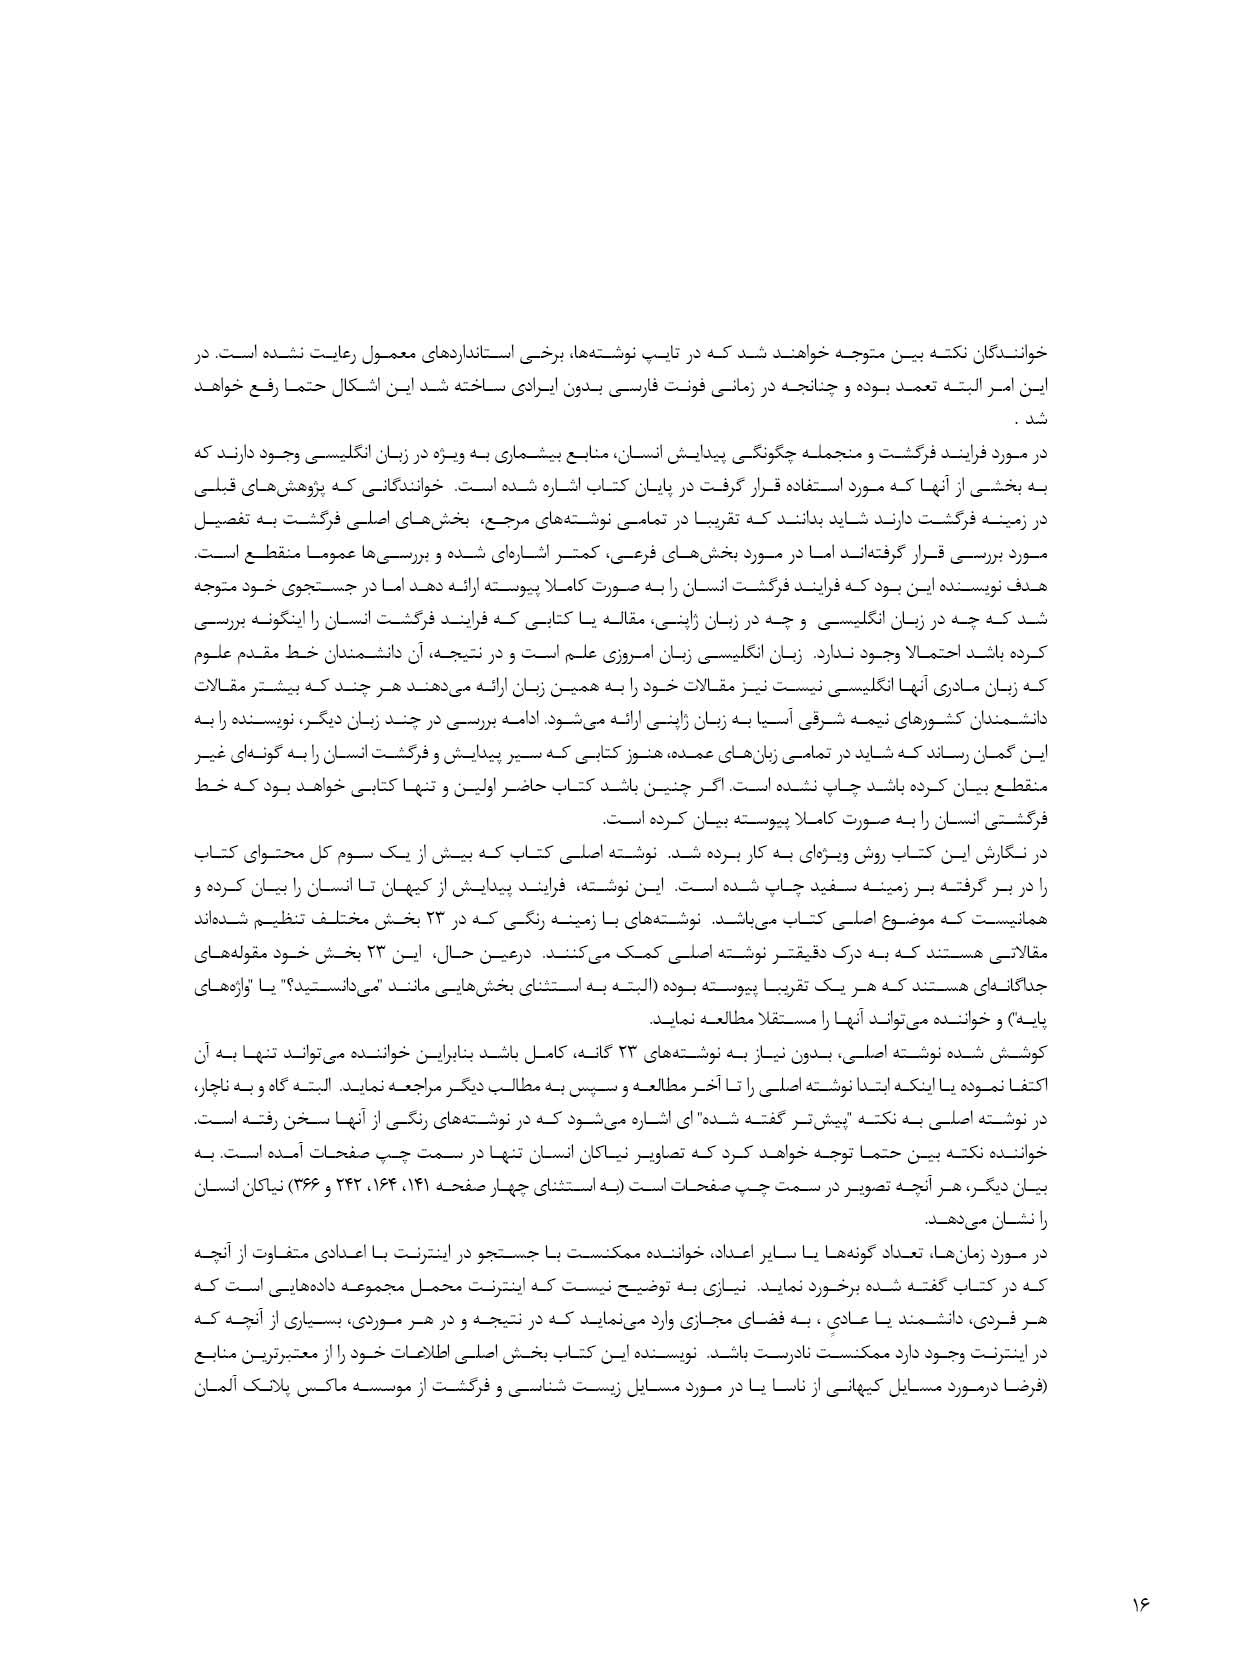 خوانندگان نکته بین متوجه خواهند شد که در تایپ نوشته‌ها، برخی استانداردهای معمول رعایت نشده است. در
این امر البته تعمد بوده و چنانجه در زمانی فونت فارسی بدون ایرادی ساخته شد این اشکال حتما رفع خواهد
شد .
در مورد فرایند فرگشت و منجمله چگونگی پیدایش انسان، منابع بیشماری به ویژه در زبان انگلیسی وجود دارند که
به بخشی از آنها که مورد استفاده قرار گرفت در پایان کتاب اشاره شده است. خوانندگانی که پژوهش‌های قبلی
در زمینه فرگشت دارند شاید بدانند که تقریبا در تمامی نوشته‌های مرجع، بخش‌های اصلی فرگشت به تفصیل
مورد بررسی قرار گرفته‌اند اما در مورد بخش‌های فرعی، کمتر اشاره‌ای شده و بررسی‌ها عموما منقطع است.
هدف نویسنده این بود که فرایند فرگشت انسان را به صورت کاملا پیوسته ارائه دهد اما در جستجوی خود متوجه
شد که چه در زبان انگلیسی و چه در زبان ژاپنی، مقاله یا کتابی که فرایند فرگشت انسان را اینگونه بررسی
کرده باشد احتمالا وجود ندارد. زبان انگلیسی زبان امروزی علم است و در نتیجه، آن دانشمندان خط مقدم علوم
که زبان مادری آنها انگلیسی نیست نیز مقالات خود را به همین زبان ارائه می‌دهند هر چند که بیشتر مقالات
دانشمندان کشورهای نیمه شرقی آسیا به زبان ژاپنی ارائه می‌شود. ادامه بررسی در چند زبان دیگر، نویسنده را به
این گمان رساند که شاید در تمامی زبان‌های عمده، هنوز کتابی که سیر پیدایش و فرگشت انسان را به گونه‌ای غیر
منقطع بیان کرده باشد چاپ نشده است. اگر چنین باشد کتاب حاضر اولین و تنها کتابی خواهد بود که خط
فرگشتی انسان را به صورت کاملا پیوسته بیان کرده است.
در نگارش این کتاب روش ویژه‌ای به کار برده شد. نوشته اصلی کتاب که بیش از یک سوم کل محتوای کتاب
را در بر گرفته بر زمینه سفید چاپ شده است. این نوشته، فرایند پیدایش از کیهان تا انسان را بیان کرده و
همانیست که موضوع اصلی کتاب می‌باشد. نوشته‌های با زمینه رنگی که در ۲۳ بخش مختلف تنظیم شده‌اند
مقالاتی هستند که به درک دقیقتر نوشته اصلی کمک می‌کنند. درعین حال، این ۲۳ بخش خود مقوله‌های
جداگانه‌ای هستند که هر یک تقریبا پیوسته بوده (البته به استثنای بخش‌هایی مانند "می‌دانستید؟" یا "واژه‌های
پایه") و خواننده می‌تواند آنها را مستقلا مطالعه نماید.
کوشش شده نوشته اصلی، بدون نیاز به نوشته‌های ۲۳ گانه، کامل باشد بنابراین خواننده می‌تواند تنها به آن
اکتفا نموده یا اینکه ابتدا نوشته اصلی را تا آخر مطالعه و سپس به مطالب دیگر مراجعه نماید. البته گاه و به ناچار،
در نوشته اصلی به نکته "پیش‌تر گفته شده" ای اشاره می‌شود که در نوشته‌های رنگی از آنها سخن رفته است.
خواننده نکته بین حتما توجه خواهد کرد که تصاویر نیاکان انسان تنها در سمت چپ صفحات آمده است. به
بیان دیگر، هر آنچه تصویر در سمت چپ صفحات است (به استثنای چهار صفحه ۱۴۱، ۱۶۴، ۲۴۲ و ۳۶۶) نیاکان انسان
را نشان می‌دهد.
در مورد زمان‌ها، تعداد گونه‌ها یا سایر اعداد، خواننده ممکنست با جستجو در اینترنت با اعدادی متفاوت از آنچه
که در کتاب گفته شده برخورد نماید. نیازی به توضیح نیست که اینترنت محمل مجموعه داده‌هایی است که
هر فردی، دانشمند یا عادیِ ، به فضای مجازی وارد می‌نماید که در نتیجه و در هر موردی، بسیاری از آنچه که
در اینترنت وجود دارد ممکنست نادرست باشد. نویسنده این کتاب بخش اصلی اطلاعات خود را از معتبرترین منابع
(فرضا درمورد مسایل کیهانی از ناسا یا در مورد مسایل زیست شناسی و فرگشت از موسسه ماکس پلانک آلمان
۱۶